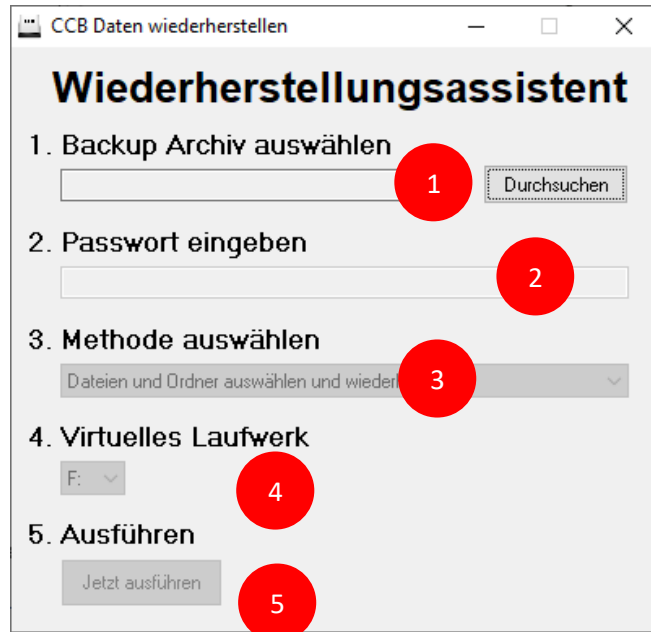 CCB Daten wiederherstellen
Wiederherstellungsassistent
1. Backup Archiv auswählen
1
Durchsuchen
2. Passwort eingeben
2
3. Methode auswählen
Dateien und Ordner auswählen und
3
4. Virtuelles Laufwerk
F:
4
5. Ausführen
Jetzt ausführen
5